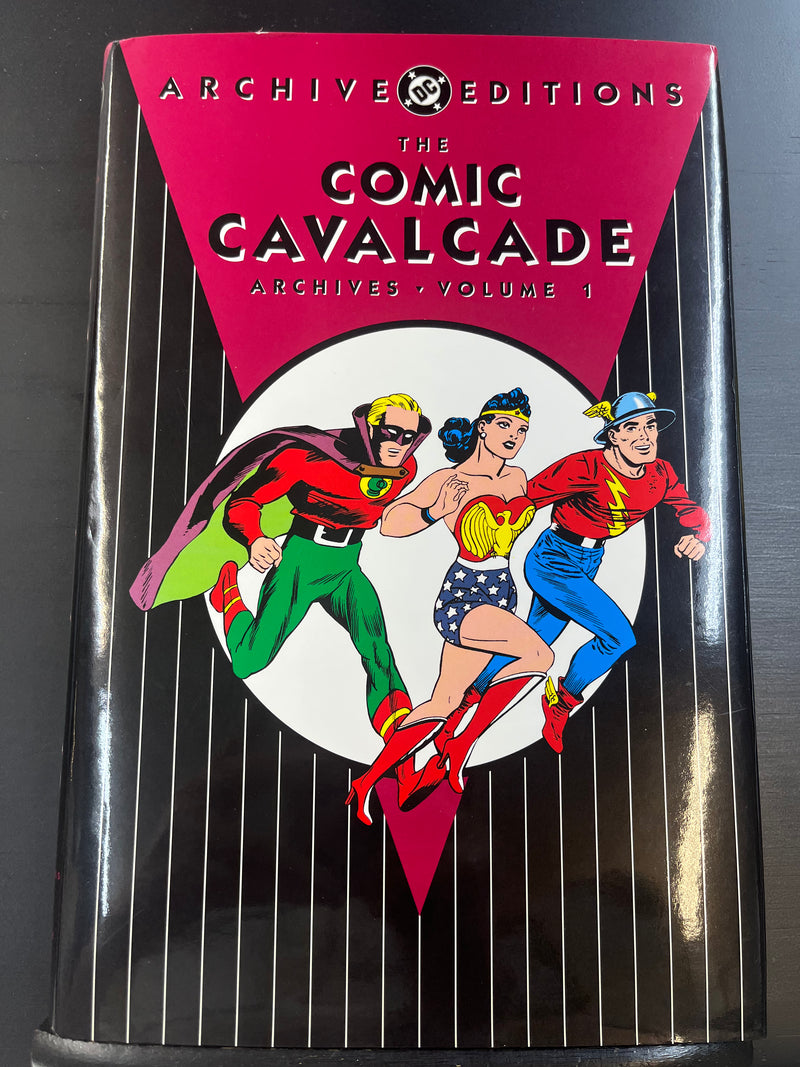 ARCHIVE DC EDITIONS
THE
COMIC
CAVALCADE
ARCHIVES • VOLUME 1